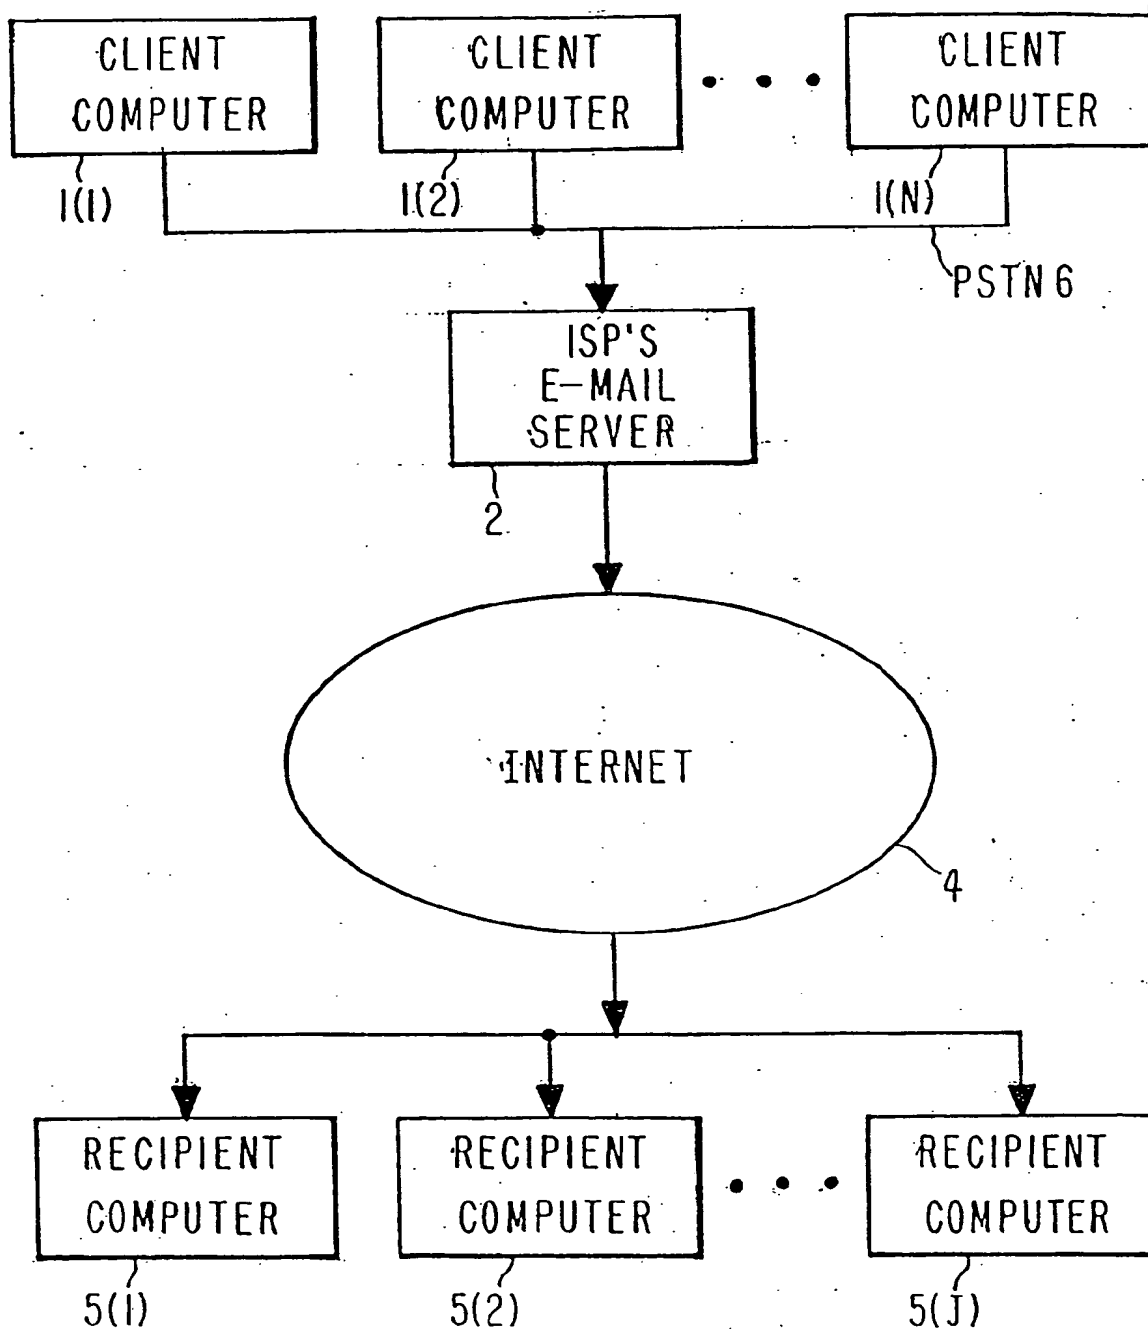 CLIENT
COMPUTER
CLIENT
COMPUTER
CLIENT
COMPUTER
1(1)
1(2)
1(N)
PSTN 6
ISP'S
E-MAIL
SERVER
2
INTERNET
4
RECIPIENT
COMPUTER
RECIPIENT
COMPUTER
RECIPIENT
COMPUTER
5(1)
5(2)
5(J)